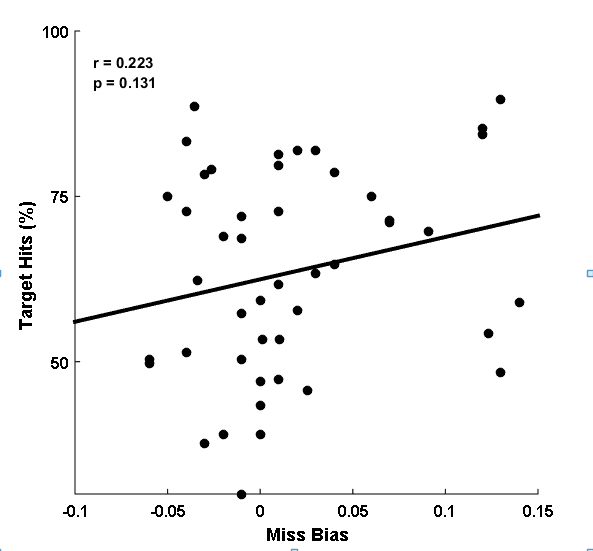 100
r = 0.223
p = 0.131
75
Target Hits (%)
50
-0.1 -0.05 0 0.05 0.1 0.15
Miss Bias